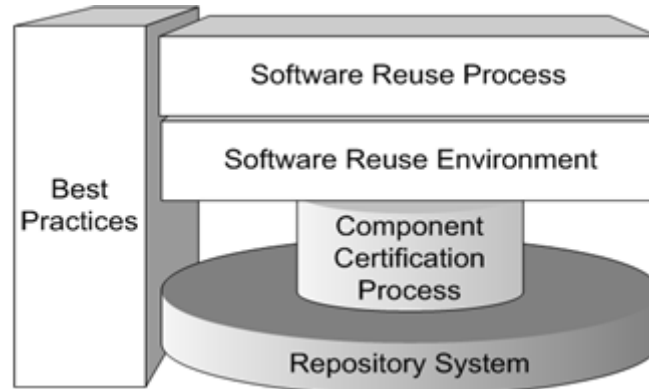 Software Reuse Process
Software Reuse Environment
Best
Practices
Component
Certification
Process
Repository System